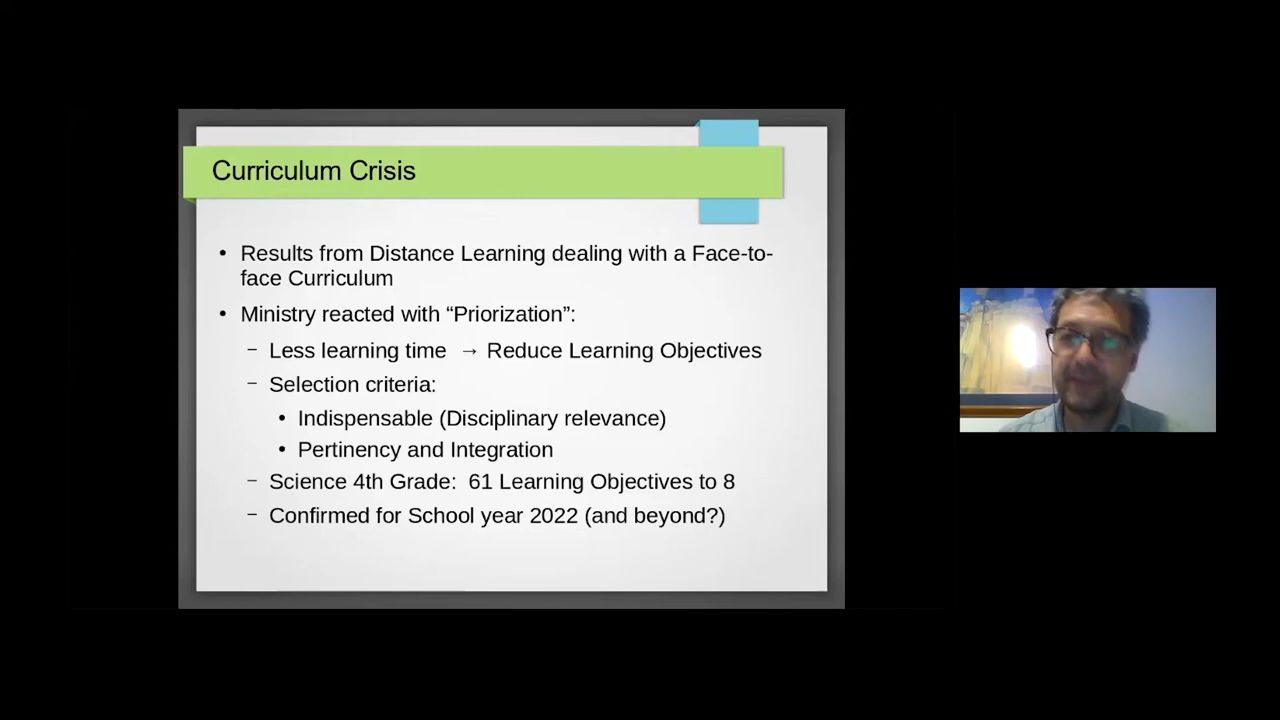 Curriculum Crisis
• Results from Distance Learning dealing with a Face-to-
face Curriculum
• Ministry reacted with “Priorization”:
– Less learning time → Reduce Learning Objectives
– Selection criteria:
• Indispensable (Disciplinary relevance)
• Pertinency and Integration
– Science 4th Grade: 61 Learning Objectives to 8
– Confirmed for School year 2022 (and beyond?)